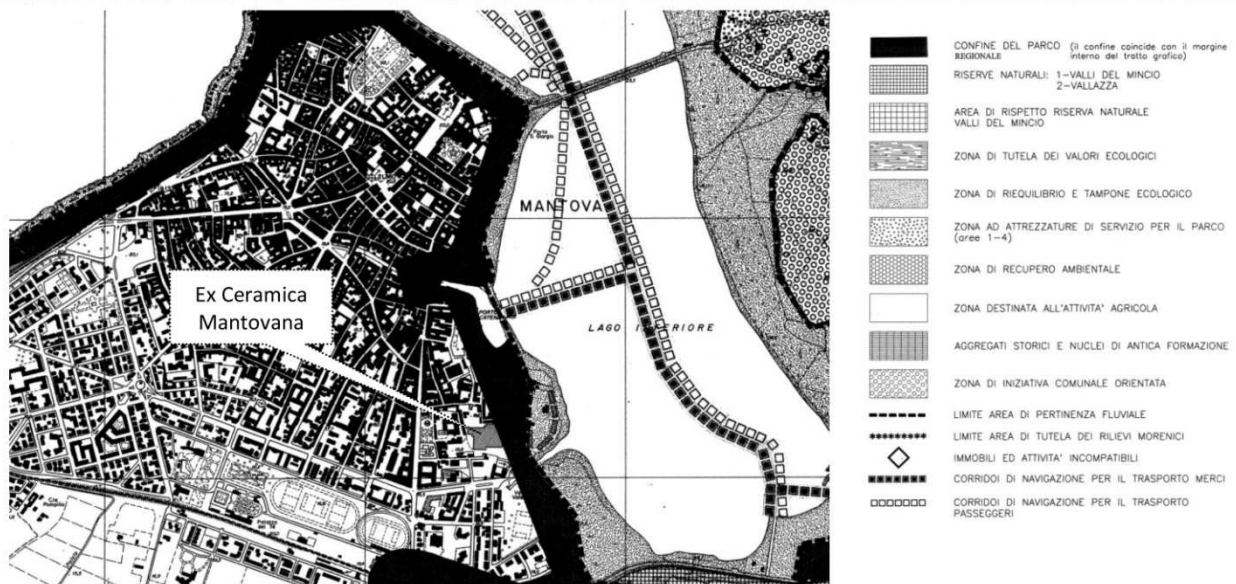 Ex Ceramica
Mantovana
MANTOVA
LAGO INFERIORE
CONFINE DEL PARCO (il confine coincide con il margine
REGIONALE interno del tratto grafico)
RISERVE NATURALI: 1-VALLI DEL MINCIO
2-VALLAZZA
AREA DI RISPETTO RISERVA NATURALE
VALLI DEL MINCIO
ZONA DI TUTELA DEI VALORI ECOLOGICI
ZONA DI RIEQUILIBRIO E TAMPONE ECOLOGICO
ZONA AD ATTREZZATURE DI SERVIZIO PER IL PARCO
(aree 1-4)
ZONA DI RECUPERO AMBIENTALE
ZONA DESTINATA ALL'ATTIVITA' AGRICOLA
AGGREGATI STORICI E NUCLEI DI ANTICA FORMAZIONE
ZONA DI INIZIATIVA COMUNALE ORIENTATA
LIMITE AREA DI PERTINENZA FLUVIALE
LIMITE AREA DI TUTELA DEI RILIEVI MORENICI
IMMOBILI ED ATTIVITA' INCOMPATIBILI
CORRIDOI DI NAVIGAZIONE PER IL TRASPORTO MERCI
CORRIDOI DI NAVIGAZIONE PER IL TRASPORTO
PASSEGGERI